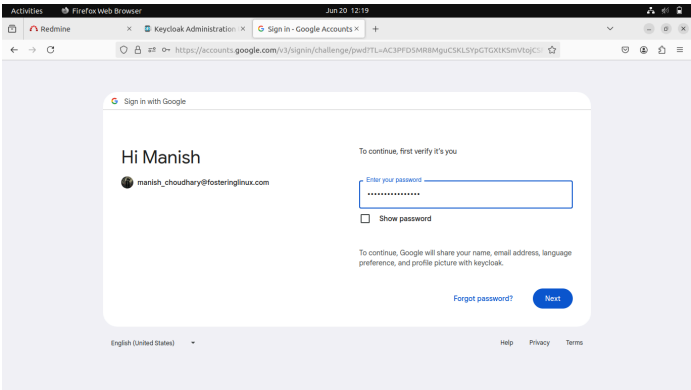 Activities Firefox Web Browser Jun 20 12:19
Redmine × Keycloak Administration × Sign in - Google Accounts × +
https://accounts.google.com/v3/signin/challenge/pwd?TL=
Sign in with Google
Hi Manish
manish_choudhary@fosteringlinux.com
To continue, first verify it's you
Enter your password
•••••••••••••••
Show password
To continue, Google will share your name, email address, language
preference, and profile picture with keycloak.
Forgot password? Next
English (United States) Help Privacy Terms